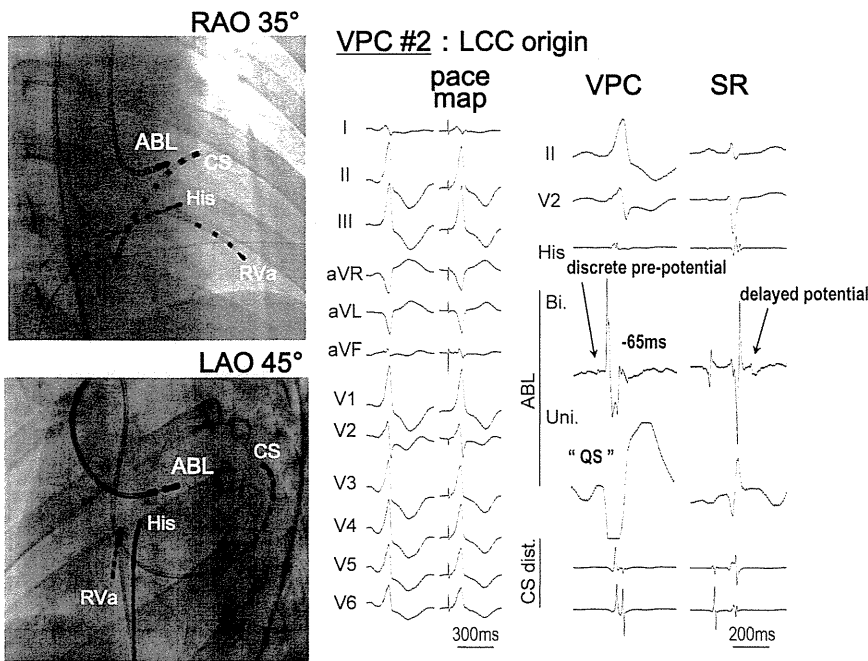 RAO 35°
ABL
CS
His
RVa
LAO 45°
ABL
CS
His
RVa
VPC #2 : LCC origin
pace
map
I
II
III
aVR
aVL
aVF
V1
V2
V3
V4
V5
V6
300ms
VPC
SR
II
V2
His
discrete pre-potential
delayed potential
Bi.
-65ms
ABL
Uni.
“ QS ”
CS dist.
200ms